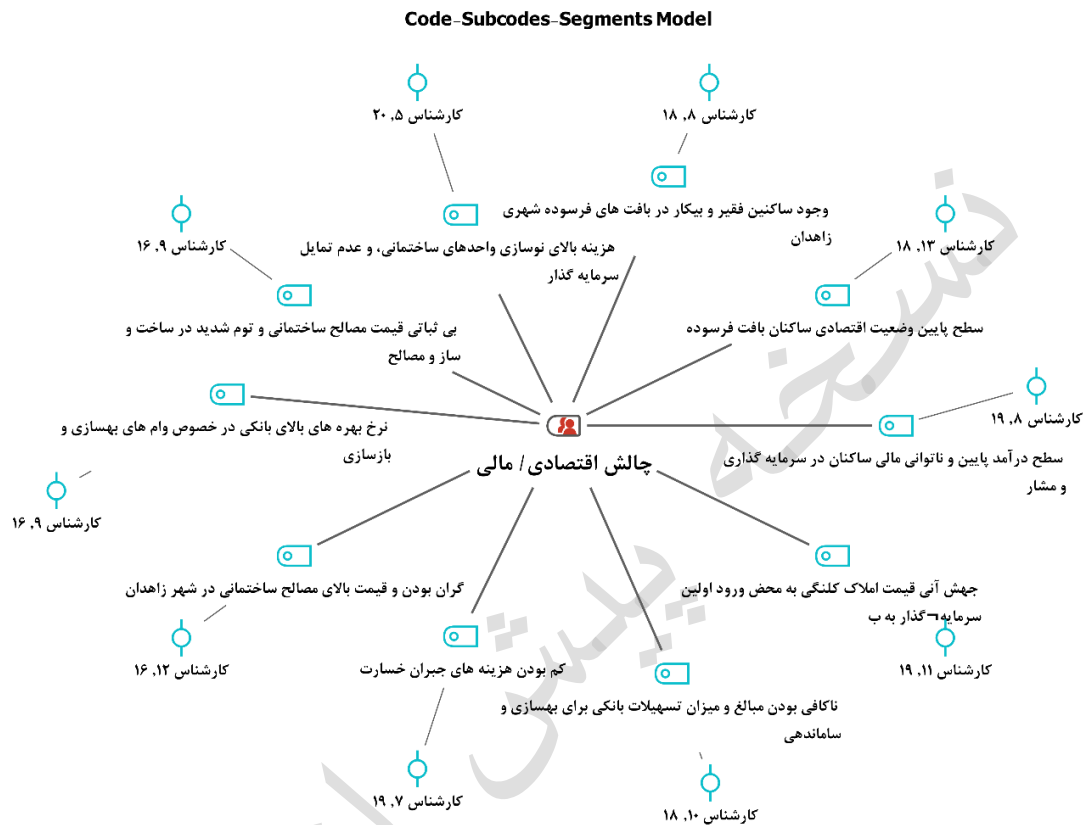 Code-Subcodes-Segments Model
کارشناس ۵, ۲۰
کارشناس ۸, ۱۸
وجود ساکنین فقیر و بیکار در بافت های فرسوده شهری
زاهدان
هزینه بالای نوسازی واحدهای ساختمانی، و عدم تمایل
سرمایه گذار
کارشناس ۹, ۱۶
کارشناس ۱۳, ۱۸
سطح پایین وضعیت اقتصادی ساکنان بافت فرسوده
بی ثباتی قیمت مصالح ساختمانی و توم شدید در ساخت و
ساز و مصالح
کارشناس ۸, ۱۹
نرخ بهره های بالای بانکی در خصوص وام های بهسازی و
بازسازی
سطح درآمد پایین و ناتوانی مالی ساکنان در سرمایه گذاری
و مشار
چالش اقتصادی / مالی
کارشناس ۹, ۱۶
گران بودن و قیمت بالای مصالح ساختمانی در شهر زاهدان
جهش آنی قیمت املاک کلنگی به محض ورود اولین
سرمایه¬گذار به ب
کارشناس ۱۲, ۱۶
کارشناس ۱۱, ۱۹
کم بودن هزینه های جبران خسارت
ناکافی بودن مبالغ و میزان تسهیلات بانکی برای بهسازی و
ساماندهی
کارشناس ۷, ۱۹
کارشناس ۱۰, ۱۸
نسخه پیش